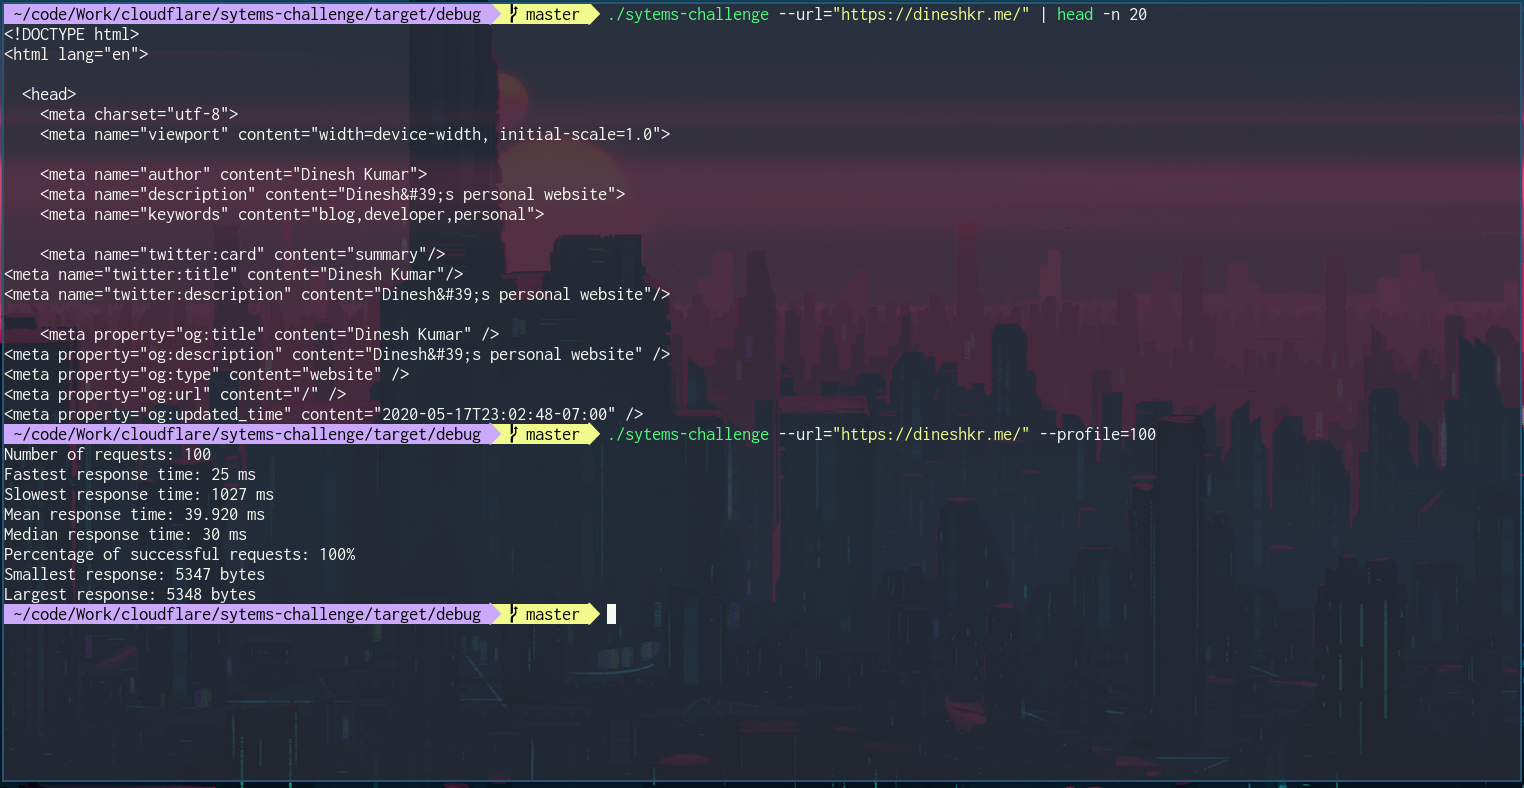 ~/code/Work/cloudflare/sytems-challenge/target/debug master ./sytems-challenge --url="https://dineshkr.me/" | head -n 20
<!DOCTYPE html>
<html lang="en">

  <head>
    <meta charset="utf-8">
    <meta name="viewport" content="width=device-width, initial-scale=1.0">

    <meta name="author" content="Dinesh Kumar">
    <meta name="description" content="Dinesh&#39;s personal website">
    <meta name="keywords" content="blog,developer,personal">

    <meta name="twitter:card" content="summary"/>
<meta name="twitter:title" content="Dinesh Kumar"/>
<meta name="twitter:description" content="Dinesh&#39;s personal website"/>

    <meta property="og:title" content="Dinesh Kumar" />
<meta property="og:description" content="Dinesh&#39;s personal website" />
<meta property="og:type" content="website" />
<meta property="og:url" content="/" />
<meta property="og:updated_time" content="2020-05-17T23:02:48-07:00" />
~/code/Work/cloudflare/sytems-challenge/target/debug master ./sytems-challenge --url="https://dineshkr.me/" --profile=100
Number of requests: 100
Fastest response time: 25 ms
Slowest response time: 1027 ms
Mean response time: 39.920 ms
Median response time: 30 ms
Percentage of successful requests: 100%
Smallest response: 5347 bytes
Largest response: 5348 bytes
~/code/Work/cloudflare/sytems-challenge/target/debug master